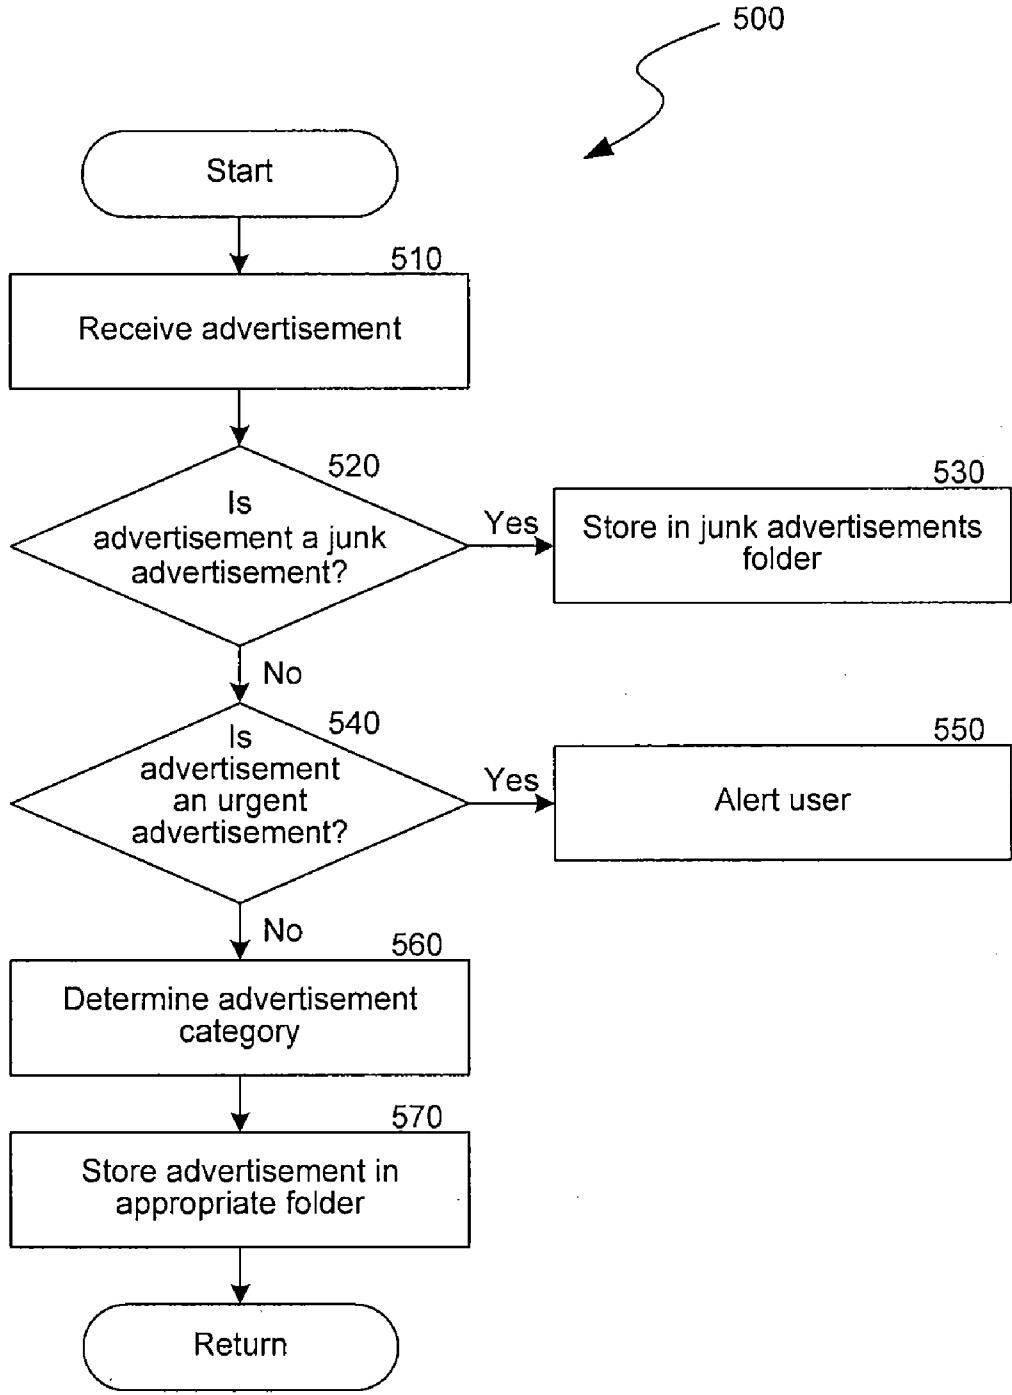 500
Start
510
Receive advertisement
520
Is
advertisement a junk
advertisement?
Yes
530
Store in junk advertisements
folder
No
540
Is
advertisement
an urgent
advertisement?
Yes
550
Alert user
No
560
Determine advertisement
category
570
Store advertisement in
appropriate folder
Return